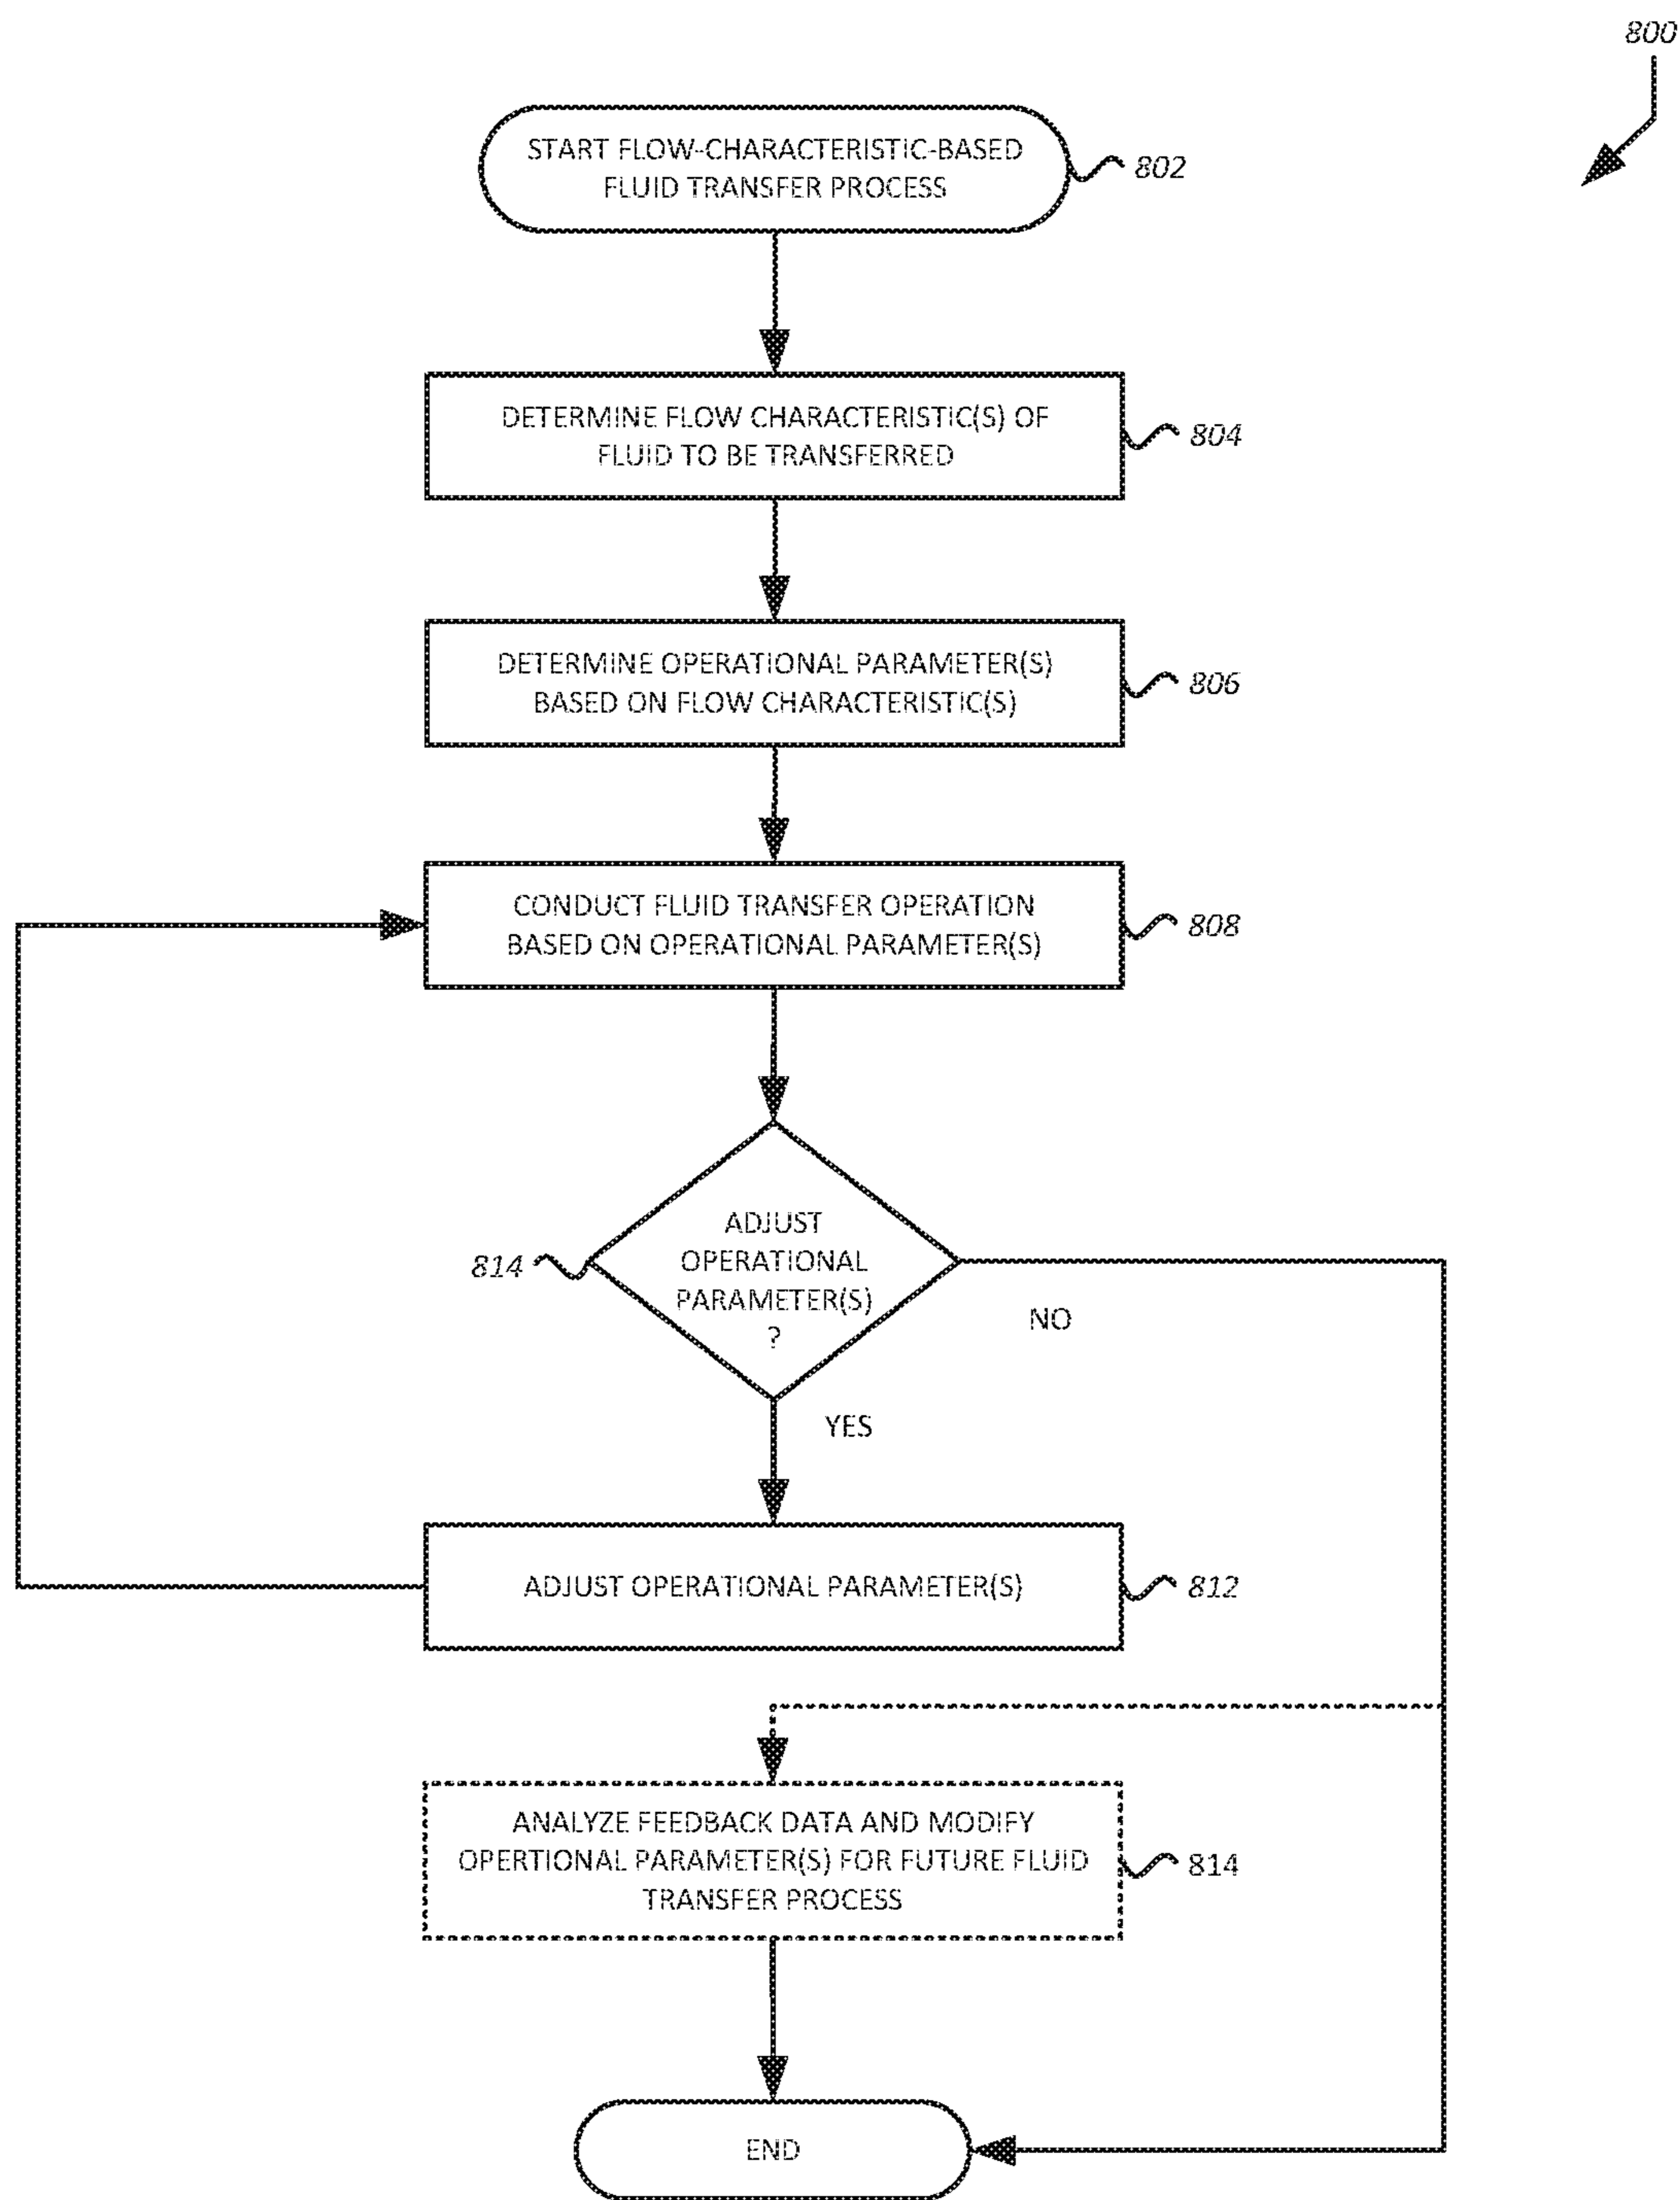 800
START FLOW-CHARACTERISTIC-BASED
FLUID TRANSFER PROCESS
802
DETERMINE FLOW CHARACTERISTIC(S) OF
FLUID TO BE TRANSFERRED
804
DETERMINE OPERATIONAL PARAMETER(S)
BASED ON FLOW CHARACTERISTIC(S)
806
CONDUCT FLUID TRANSFER OPERATION
BASED ON OPERATIONAL PARAMETER(S)
808
ADJUST
OPERATIONAL
PARAMETER(S)
?
814
NO
YES
ADJUST OPERATIONAL PARAMETER(S)
812
ANALYZE FEEDBACK DATA AND MODIFY
OPERTIONAL PARAMETER(S) FOR FUTURE FLUID
TRANSFER PROCESS
814
END